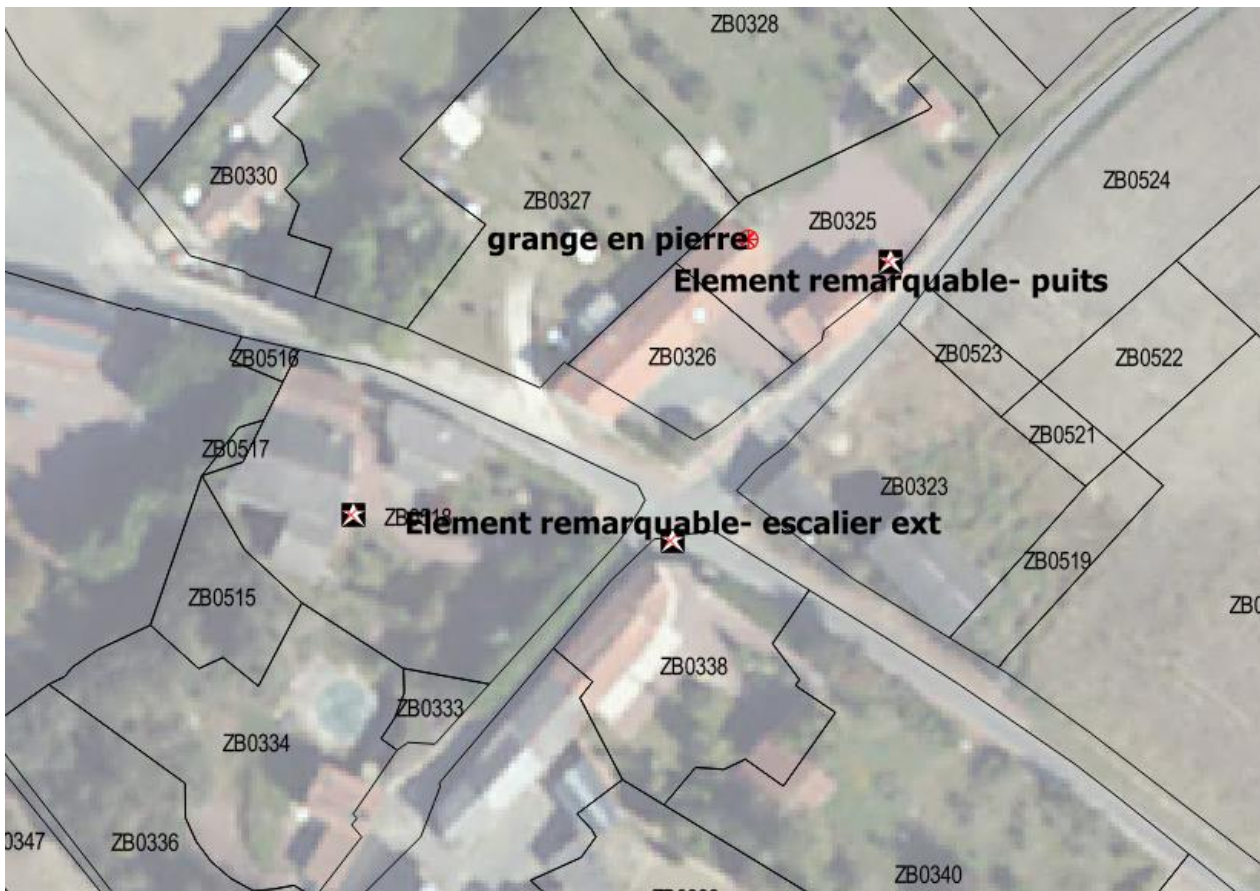 ZB0328
ZB0330
ZB0524
ZB0327
ZB0325
grange en pierre
Element remarquable- puits
ZB0326
ZB0523
ZB0522
ZB0516
ZB0521
ZB0517
ZB0323
Element remarquable- escalier ext
ZB0519
ZB0515
ZB0338
ZB0333
ZB0334
ZB0336
ZB0340